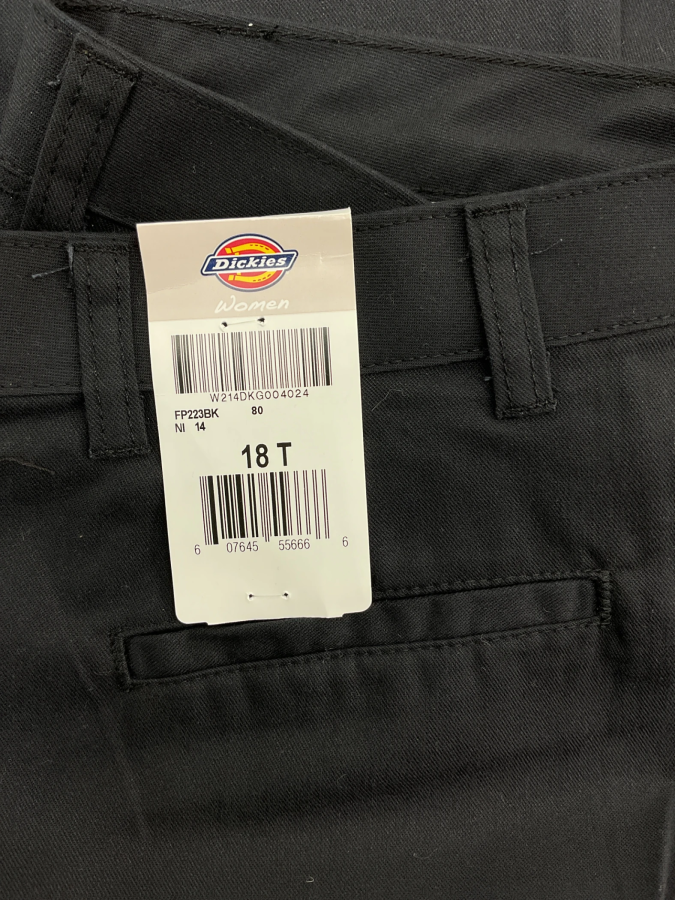 Dickies
Women
W214DKG004024
FP223BK 80
NI 14
18 T
6 07645 55666 6